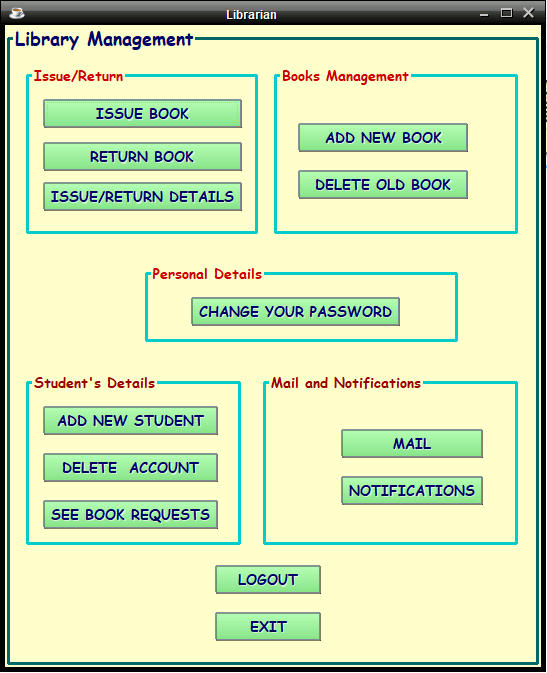 Librarian
Library Management
Issue/Return
ISSUE BOOK
RETURN BOOK
ISSUE/RETURN DETAILS
Books Management
ADD NEW BOOK
DELETE OLD BOOK
Personal Details
CHANGE YOUR PASSWORD
Student's Details
ADD NEW STUDENT
DELETE  ACCOUNT
SEE BOOK REQUESTS
Mail and Notifications
MAIL
NOTIFICATIONS
LOGOUT
EXIT